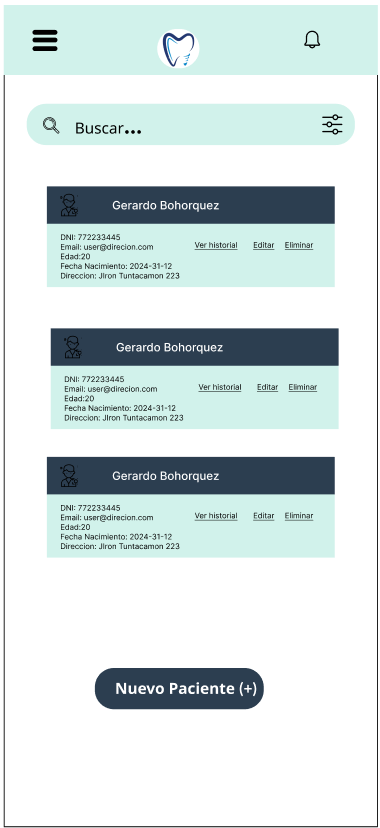 Buscar...
Gerardo Bohorquez
DNI: 772233445
Email: user@direcion.com
Edad:20
Fecha Nacimiento: 2024-31-12
Direccion: JIron Tuntacamon 223
Ver historial Editar Eliminar
Gerardo Bohorquez
DNI: 772233445
Email: user@direcion.com
Edad:20
Fecha Nacimiento: 2024-31-12
Direccion: JIron Tuntacamon 223
Ver historial Editar Eliminar
Gerardo Bohorquez
DNI: 772233445
Email: user@direcion.com
Edad:20
Fecha Nacimiento: 2024-31-12
Direccion: JIron Tuntacamon 223
Ver historial Editar Eliminar
Nuevo Paciente (+)